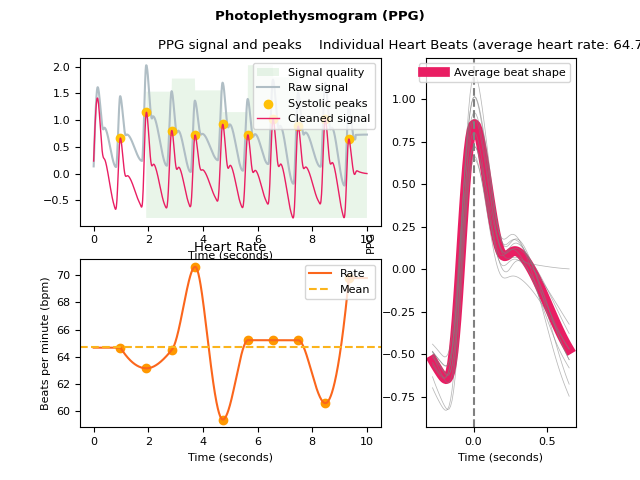 Photoplethysmogram (PPG)
PPG signal and peaks
Individual Heart Beats (average heart rate: 64.7
2.0
1.5
1.0
0.5
0.0
−0.5
Signal quality
Raw signal
Systolic peaks
Cleaned signal
0
2
4
6
8
10
Time (seconds)
Heart Rate
Beats per minute (bpm)
70
68
66
64
62
60
Rate
Mean
0
2
4
6
8
10
Time (seconds)
PPG
Average beat shape
1.00
0.75
0.50
0.25
0.00
−0.25
−0.50
−0.75
0.0
0.5
Time (seconds)